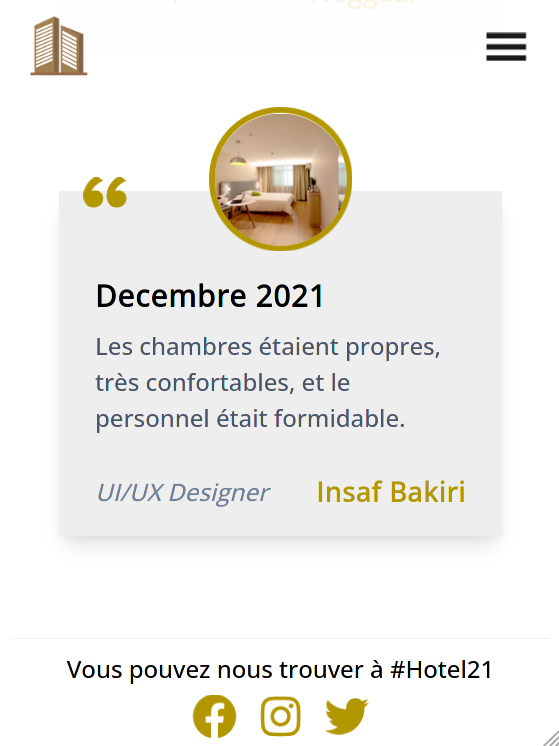 Decembre 2021
Les chambres étaient propres,
très confortables, et le
personnel était formidable.
UI/UX Designer
Insaf Bakiri
Vous pouvez nous trouver à #Hotel21